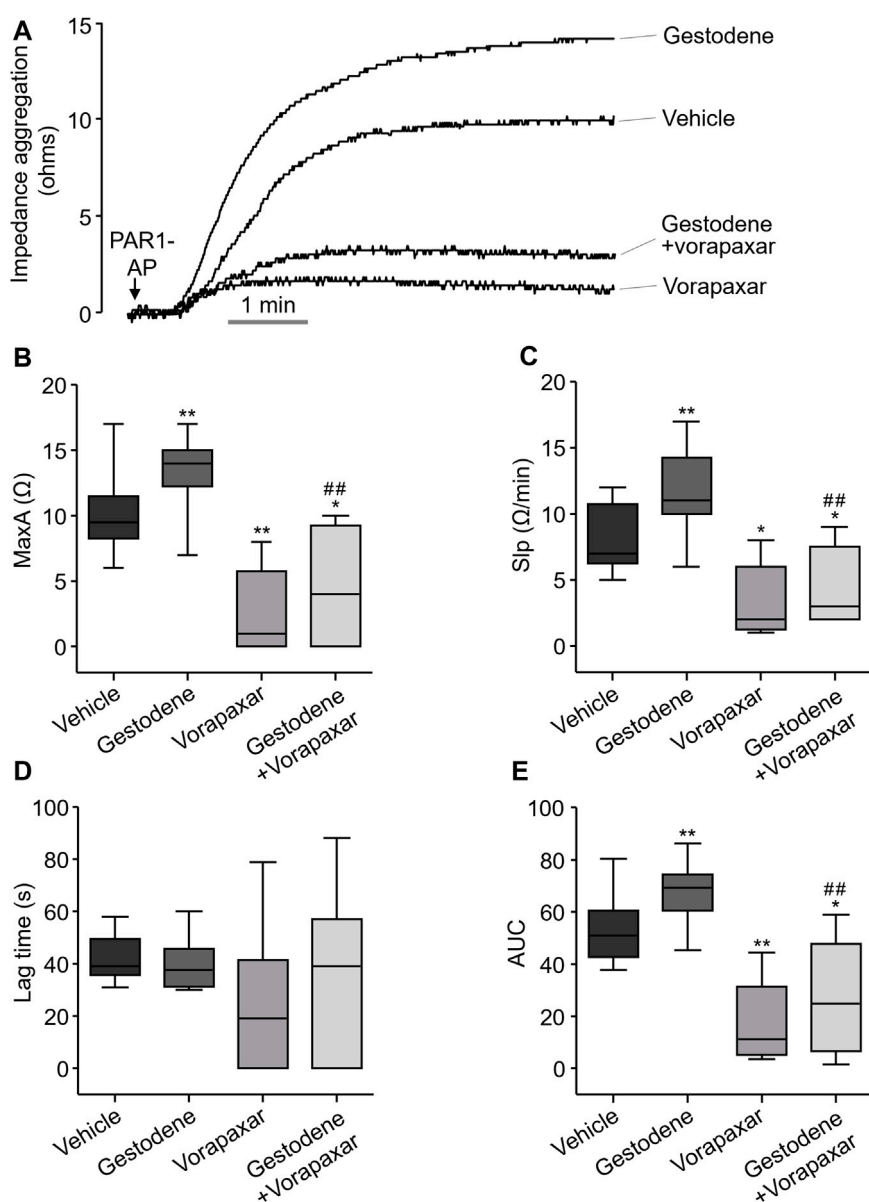 A
Impedance aggregation
(ohms)
15
10
5
0
PAR1-
AP
1 min
Gestodene
Vehicle
Gestodene
+vorapaxar
Vorapaxar
B
MaxA (Ω)
20
15
10
5
0
**
**
##
*
Vehicle
Gestodene
Vorapaxar
Gestodene
+Vorapaxar
C
Slp (Ω/min)
20
15
10
5
0
**
*
##
*
Vehicle
Gestodene
Vorapaxar
Gestodene
+Vorapaxar
D
Lag time (s)
100
80
60
40
20
0
Vehicle
Gestodene
Vorapaxar
Gestodene
+Vorapaxar
E
AUC
100
80
60
40
20
0
**
**
##
*
Vehicle
Gestodene
Vorapaxar
Gestodene
+Vorapaxar